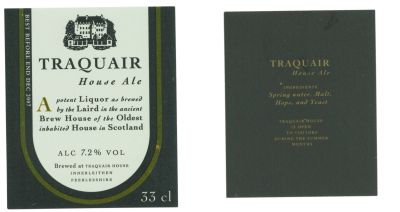 BEST BEFORE END DEC 2007
TRAQUAIR
House Ale
A potent Liquor as brewed
by the Laird in the ancient
Brew House of the Oldest
inhabited House in Scotland
ALC 7.2% VOL
Brewed at TRAQUAIR HOUSE
INNERLEITHEN
PEEBLESSHIRE
33 cl
TRAQUAIR
House Ale
INGREDIENTS
Spring water, Malt,
Hops, and Yeast
TRAQUAIR HOUSE
IS OPEN
TO VISITORS
DURING THE SUMMER
MONTHS